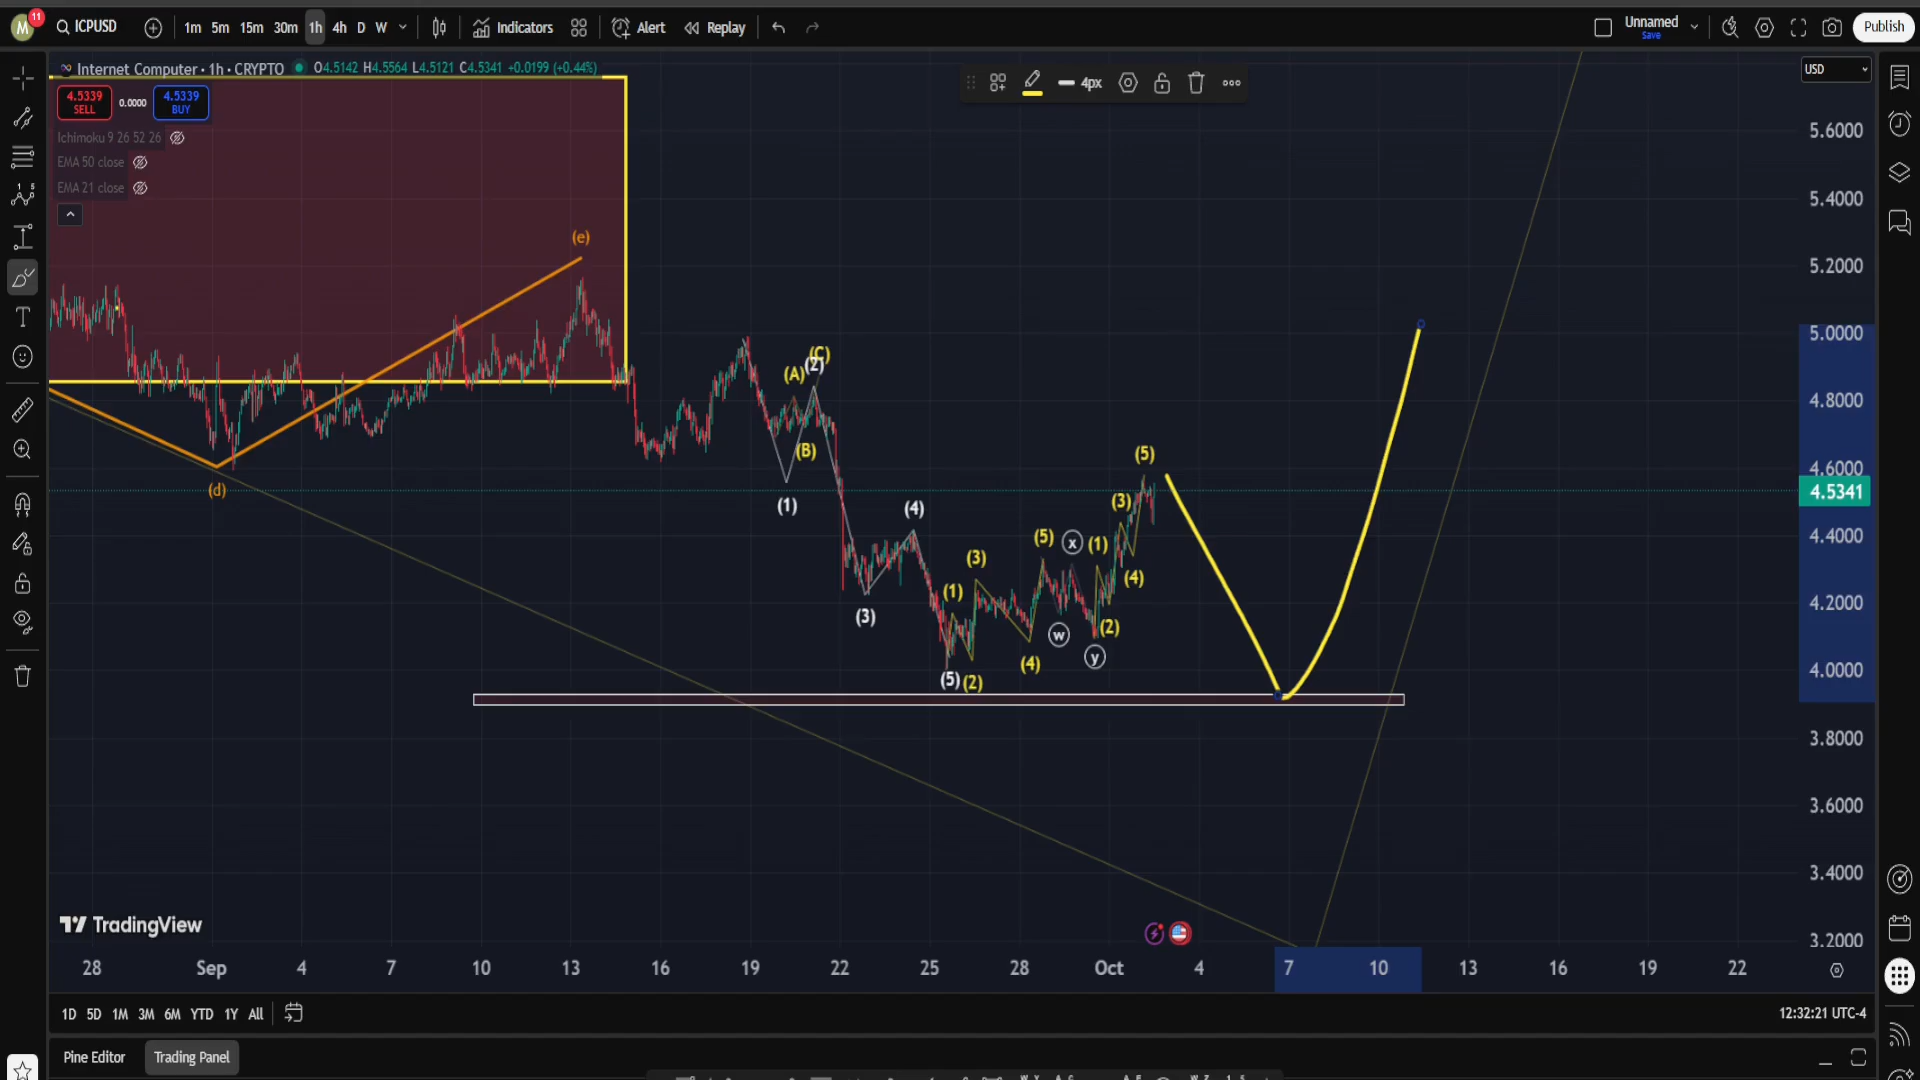 M 11 ICPUSD 1m 5m 15m 30m 1h 4h D W Indicators Alert Replay Unnamed Save Publish
Internet Computer · 1h · CRYPTO O4.5142 H4.5564 L4.5121 C4.5341 +0.0199 (+0.44%) USD
4px
4.5339 SELL 0.0000 4.5339 BUY
Ichimoku 9 26 52 26
EMA 50 close
EMA 21 close
5.6000
5.4000
(e)
5.2000
5.0000
(C)
(2)
(A)
4.8000
(B)
(5)
4.6000
(d)
4.5341
(1)
(4)
(3)
4.4000
(5) x (1)
(3)
(4)
(1)
4.2000
(3)
(2)
w
y
(4)
4.0000
(5) (2)
3.8000
3.6000
3.4000
TradingView
3.2000
28 Sep 4 7 10 13 16 19 22 25 28 Oct 4 7 10 13 16 19 22
1D 5D 1M 3M 6M YTD 1Y All 12:32:21 UTC-4
Pine Editor Trading Panel